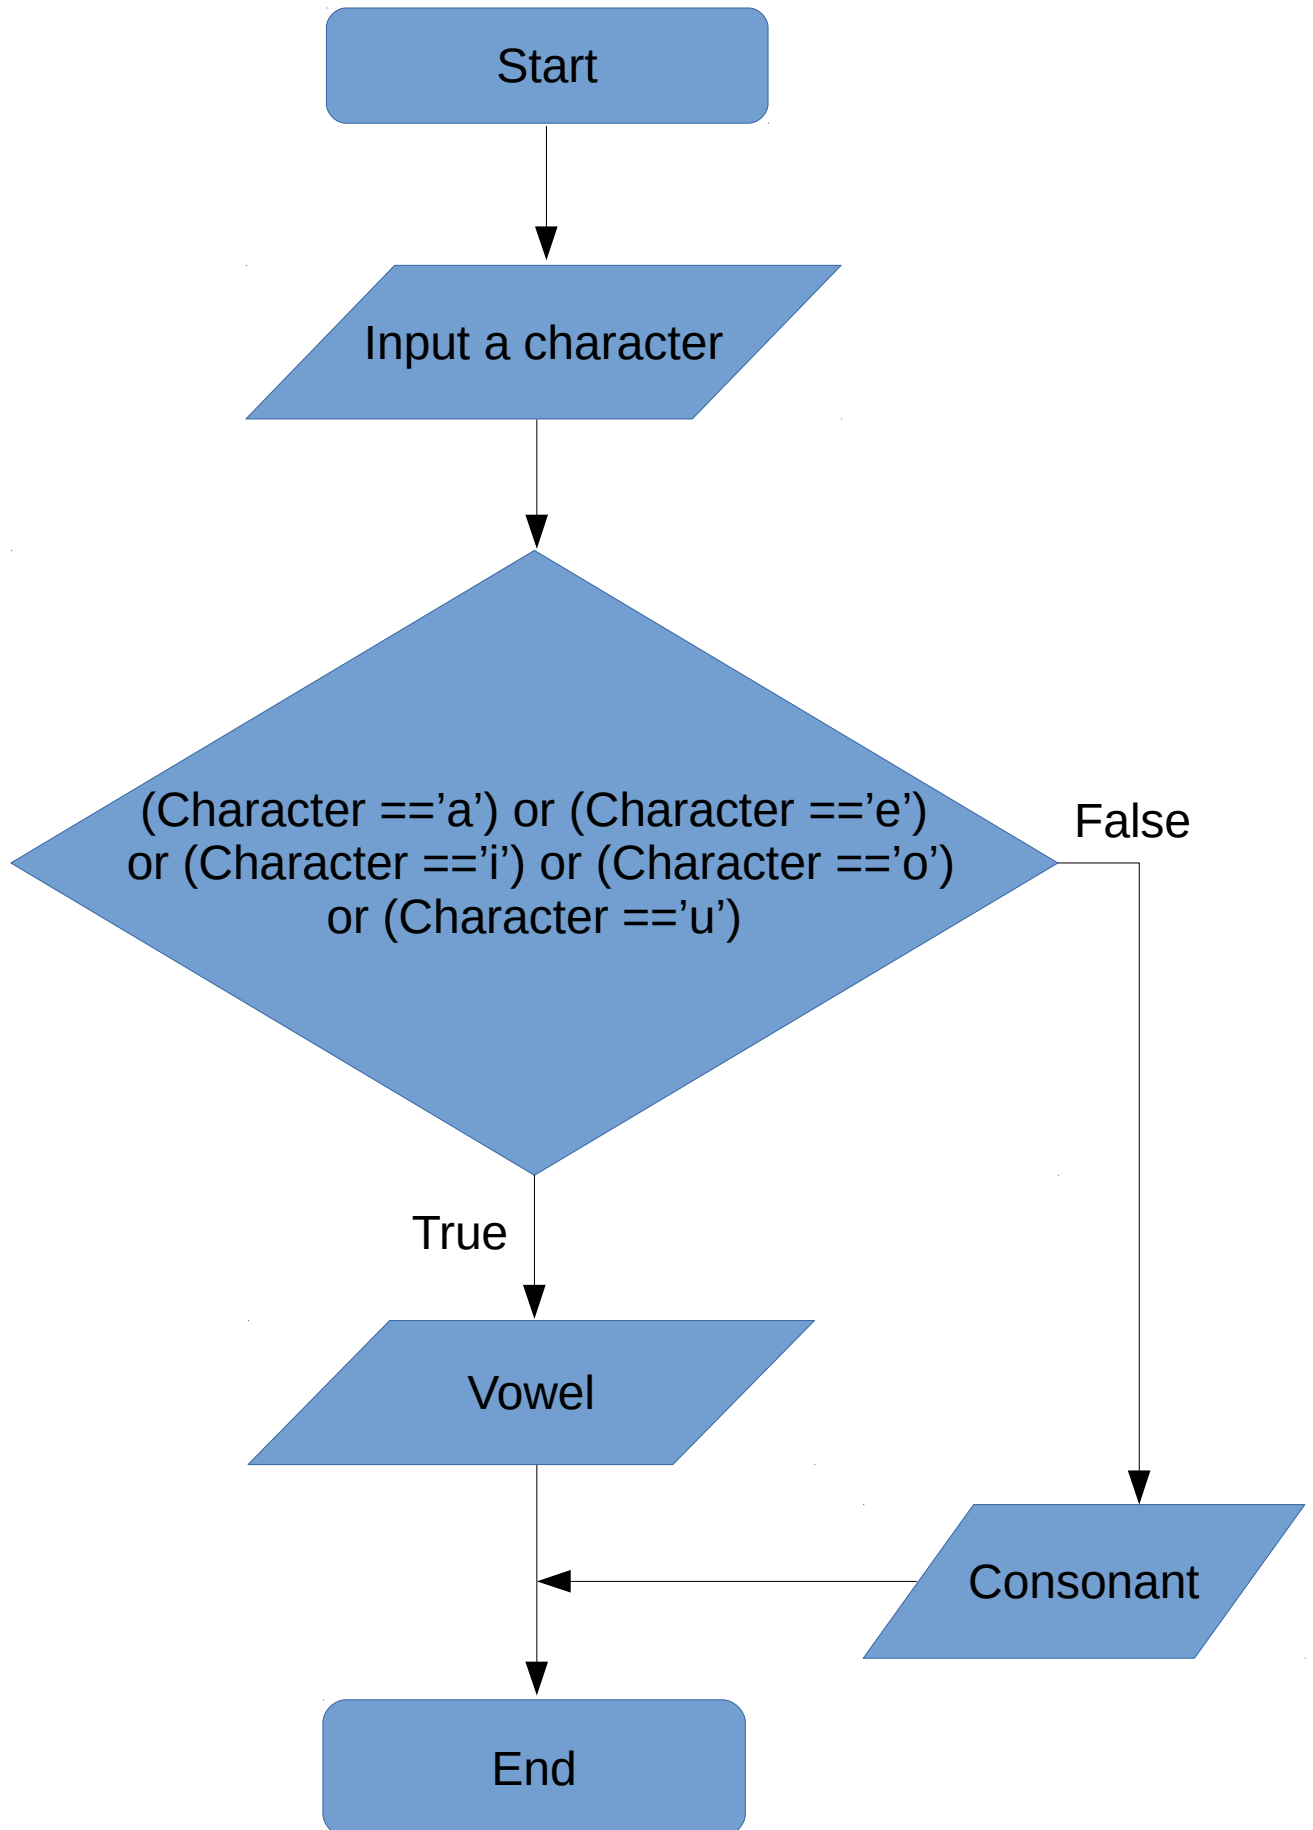 Start
Input a character
(Character ==’a’) or (Character ==’e’)
or (Character ==’i’) or (Character ==’o’)
or (Character ==’u’)
False
True
Vowel
Consonant
End